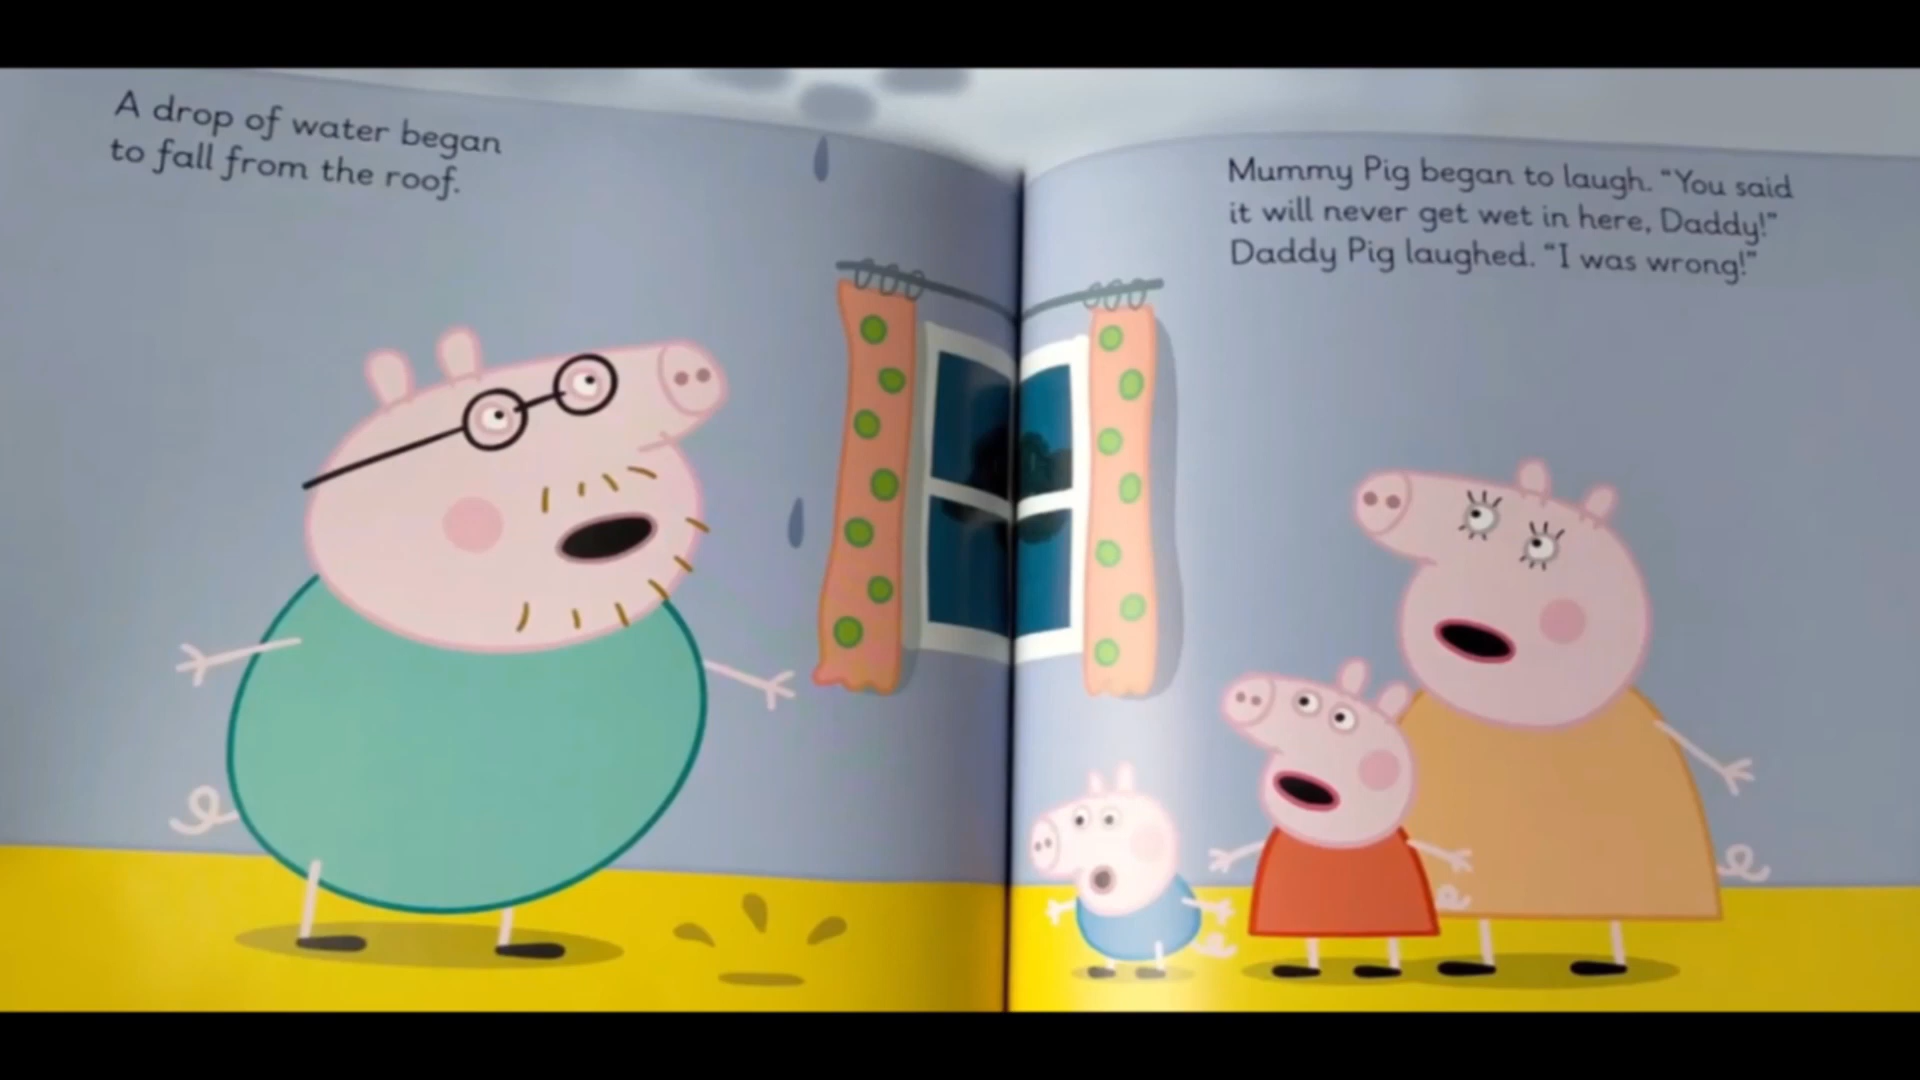 A drop of water began
to fall from the roof.
Mummy Pig began to laugh. “You said
it will never get wet in here, Daddy!”
Daddy Pig laughed. “I was wrong!”